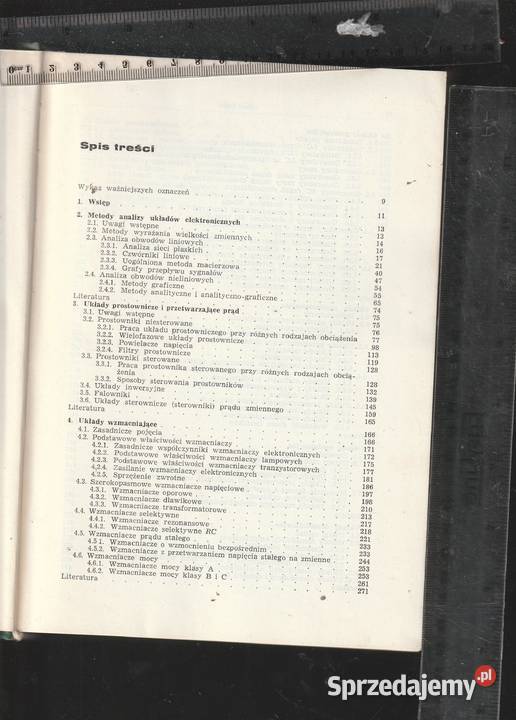 Spis treści
Wykaz ważniejszych oznaczeń 9
1. Wstęp 11
2. Metody analizy układów elektronicznych 13
2.1. Uwagi wstępne 13
2.2. Metody wyrażania wielkości zmiennych 14
2.3. Analiza obwodów liniowych 16
2.3.1. Analiza sieci płaskich 17
2.3.2. Czwórniki liniowe 21
2.3.3. Uogólniona metoda macierzowa 40
2.3.4. Grafy przepływu sygnałów 47
2.4. Analiza obwodów nieliniowych 54
2.4.1. Metody graficzne 55
2.4.2. Metody analityczne i analityczno-graficzne 65
Literatura 74
3. Układy prostownicze i przetwarzające prąd 75
3.1. Uwagi wstępne 75
3.2. Prostowniki niesterowane 76
3.2.1. Praca układu prostowniczego przy różnych rodzajach obciążenia 77
3.2.2. Wielofazowe układy prostownicze 98
3.2.3. Powielacze napięcia 113
3.2.4. Filtry prostownicze 119
3.3. Prostowniki sterowane 128
3.3.1. Praca prostownika sterowanego przy różnych rodzajach obcią-
żenia 128
3.3.2. Sposoby sterowania prostowników 132
3.4. Układy inwersyjne 139
3.5. Falowniki 145
3.6. Układy sterownicze (sterowniki) prądu zmiennego 159
Literatura 165
4. Układy wzmacniające 166
4.1. Zasadnicze pojęcia 166
4.2. Podstawowe właściwości wzmacniaczy 171
4.2.1. Zasadnicze współczynniki wzmacniaczy elektronicznych 172
4.2.2. Podstawowe właściwości wzmacniaczy lampowych 175
4.2.3. Podstawowe właściwości wzmacniaczy tranzystorowych 177
4.2.4. Zasilanie wzmacniaczy elektronicznych 181
4.2.5. Sprzężenie zwrotne 186
4.3. Szerokopasmowe wzmacniacze napięciowe 197
4.3.1. Wzmacniacze oporowe 198
4.3.2. Wzmacniacze dławikowe 210
4.3.3. Wzmacniacze transformatorowe 213
4.4. Wzmacniacze selektywne 217
4.4.1. Wzmacniacze rezonansowe 218
4.4.2. Wzmacniacze selektywne RC 221
4.5. Wzmacniacze prądu stałego 233
4.5.1. Wzmacniacze o wzmocnieniu bezpośrednim 233
4.5.2. Wzmacniacze z przetwarzaniem napięcia stałego na zmienne 244
4.6. Wzmacniacze mocy 253
4.6.1. Wzmacniacze mocy klasy A 253
4.6.2. Wzmacniacze mocy klasy B i C 261
Literatura 271
Sprzedajemy.pl